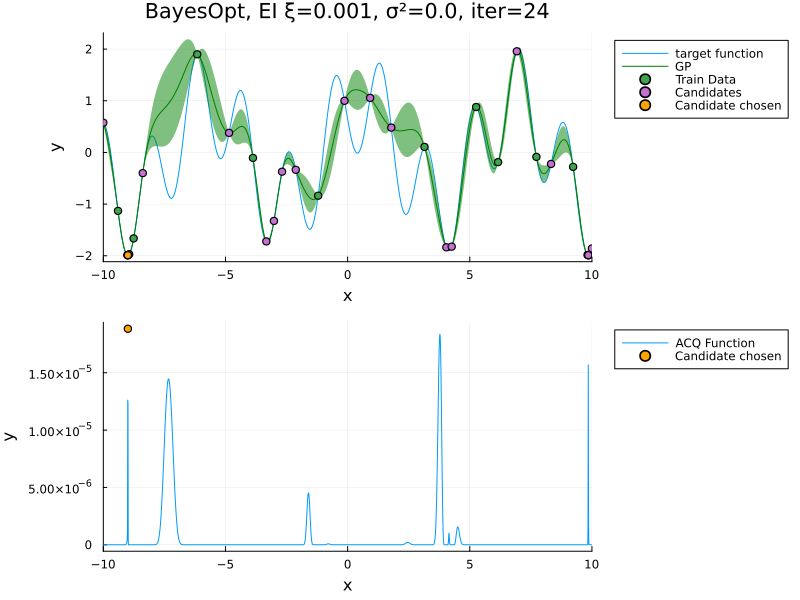 BayesOpt, EI ξ=0.001, σ²=0.0, iter=24
2
1
0
−1
−2
y
−10
−5
0
5
10
x
target function
GP
Train Data
Candidates
Candidate chosen
1.50×10⁻⁵
1.00×10⁻⁵
5.00×10⁻⁶
0
y
−10
−5
0
5
10
x
ACQ Function
Candidate chosen